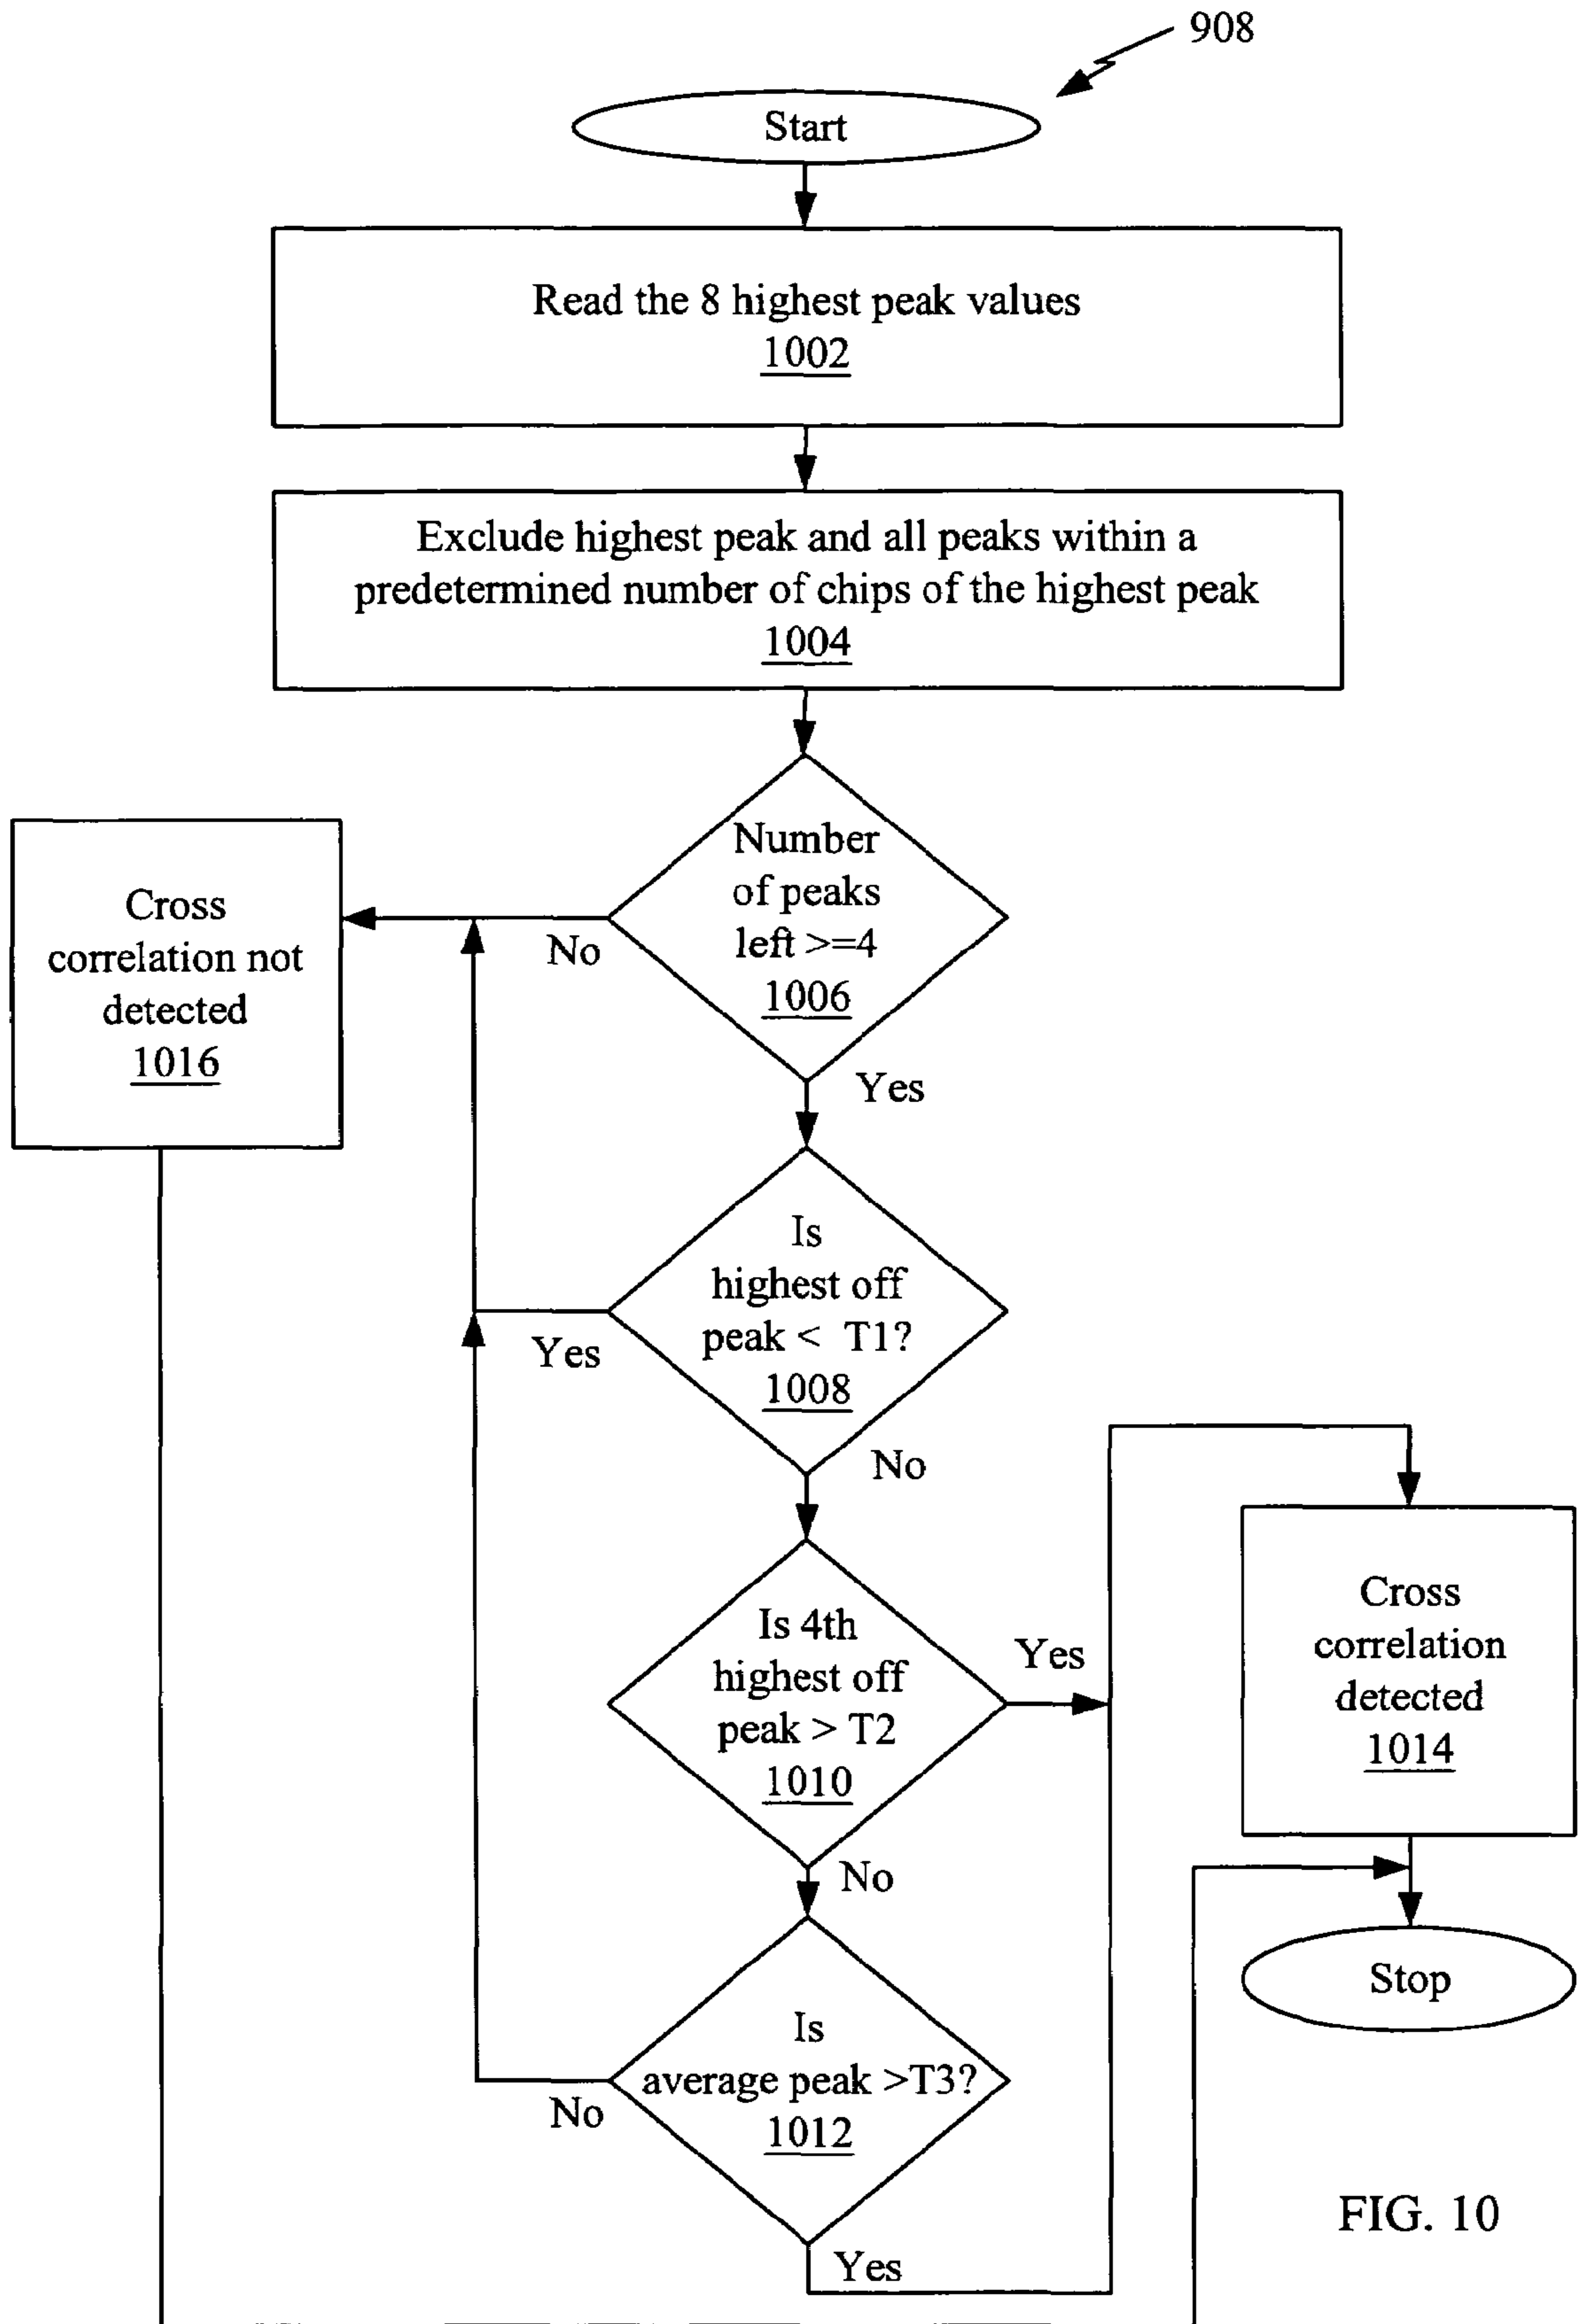 908
Start
Read the 8 highest peak values
1002
Exclude highest peak and all peaks within a
predetermined number of chips of the highest peak
1004
Number
of peaks
left >=4
1006
No
Yes
Cross
correlation not
detected
1016
Is
highest off
peak < T1?
1008
Yes
No
Is 4th
highest off
peak > T2
1010
Yes
No
Cross
correlation
detected
1014
Stop
Is
average peak >T3?
1012
No
Yes
FIG. 10